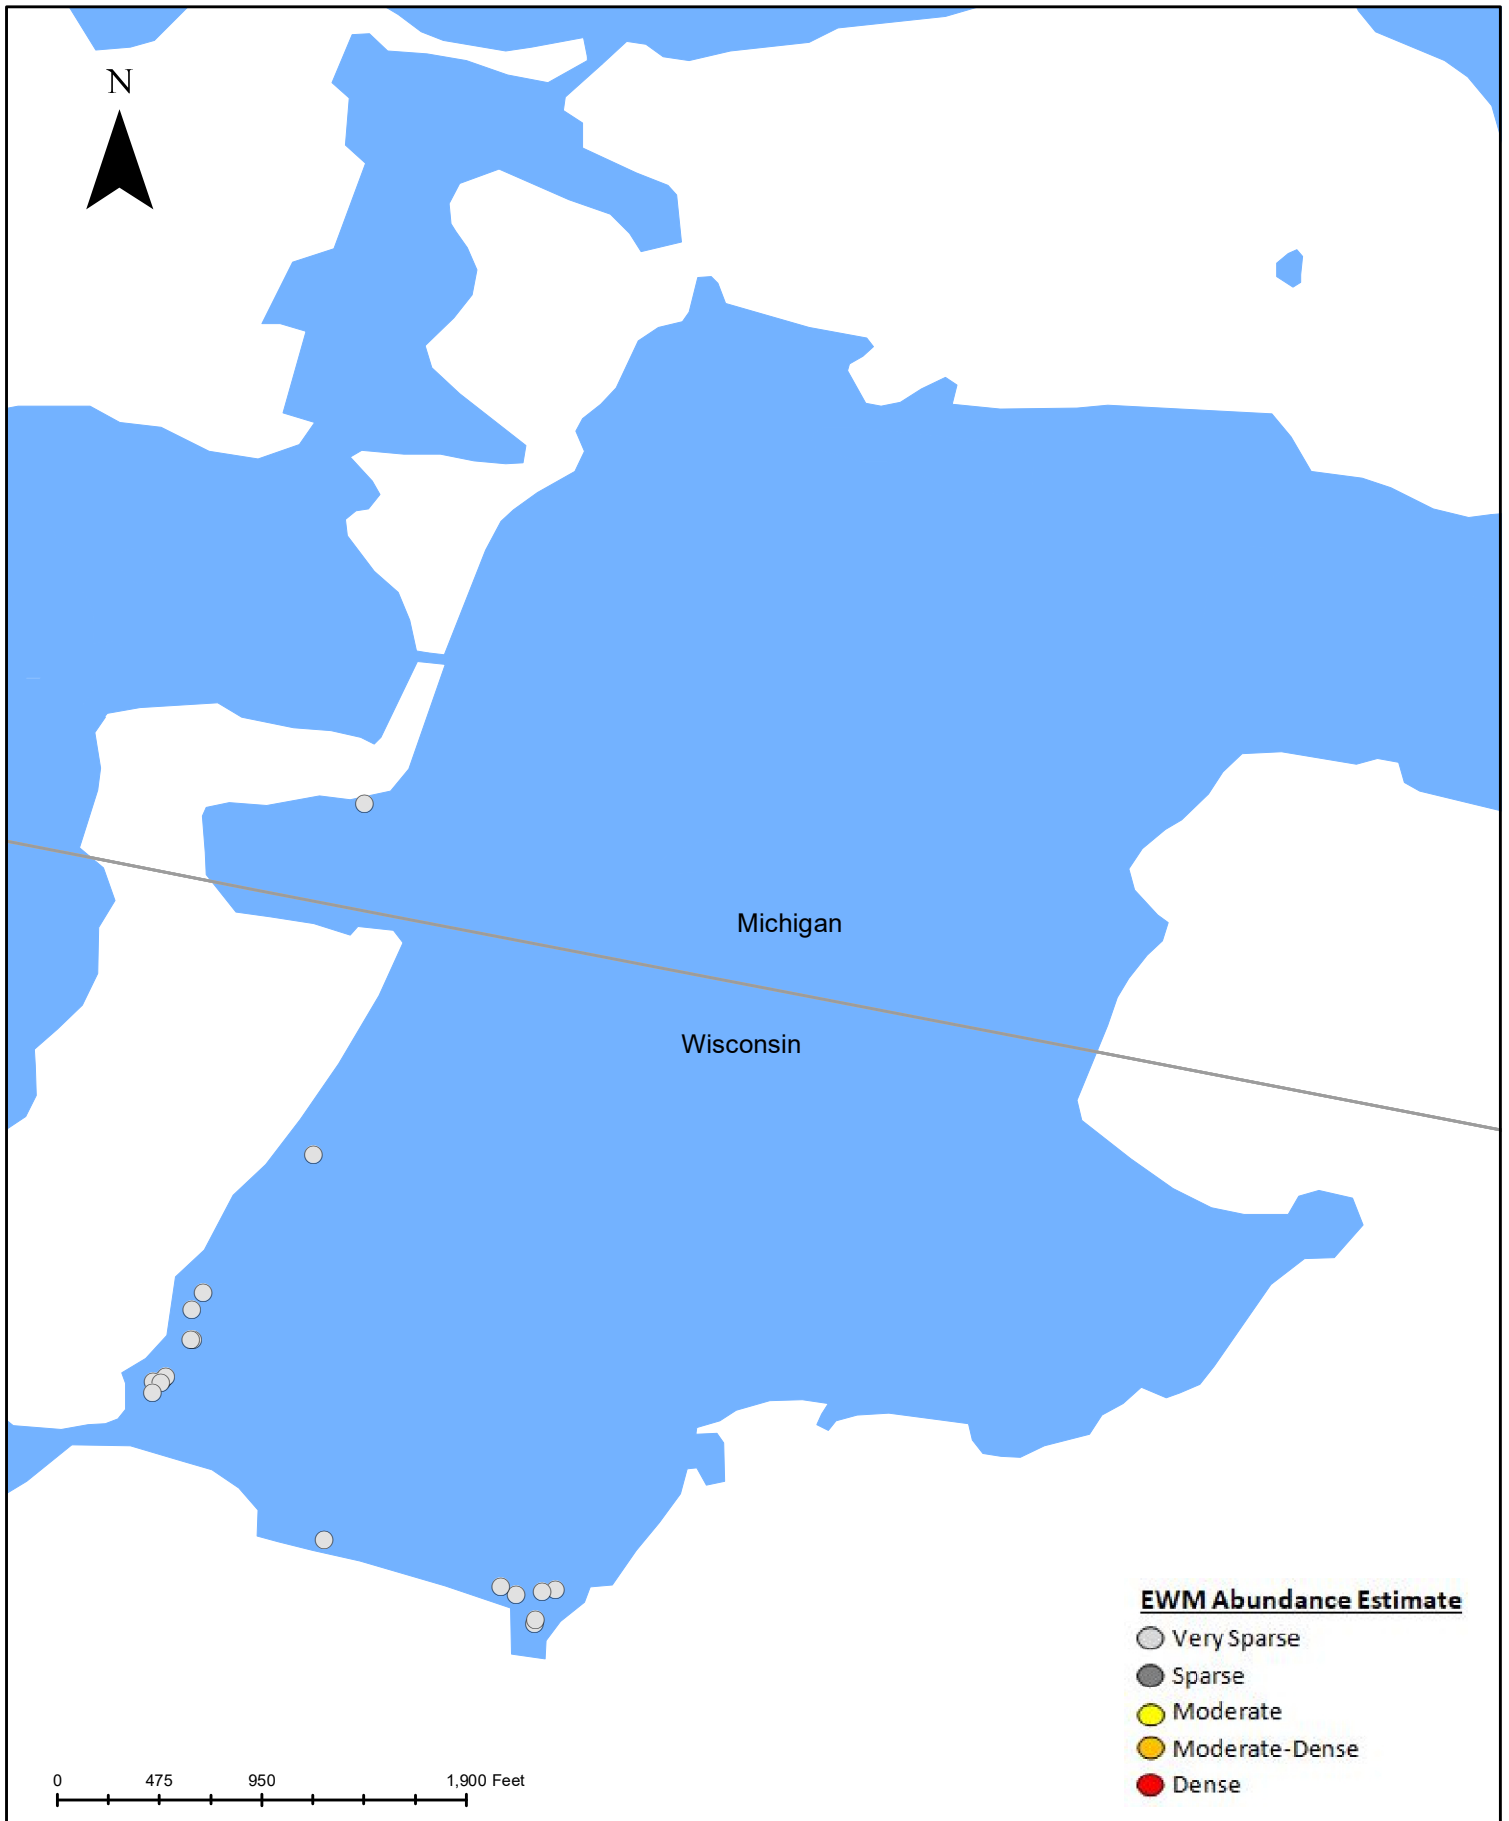 N
Michigan
Wisconsin
EWM Abundance Estimate
Very Sparse
Sparse
Moderate
Moderate-Dense
Dense
0 475 950 1,900 Feet